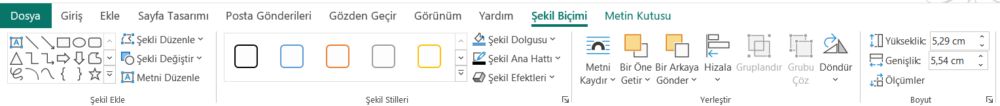 Dosya Giriş Ekle Sayfa Tasarımı Posta Gönderileri Gözden Geçir Görünüm Yardım Şekil Biçimi Metin Kutusu
Şekli Düzenle
Şekli Değiştir
Metni Düzenle
Şekil Ekle
Şekil Dolgusu
Şekil Ana Hattı
Şekil Efektleri
Şekil Stilleri
Metni Kaydır
Bir Öne Getir
Bir Arkaya Gönder
Hizala
Gruplandır
Grubu Çöz
Döndür
Yerleştir
Yükseklik: 5,29 cm
Genişlik: 5,54 cm
Ölçümler
Boyut